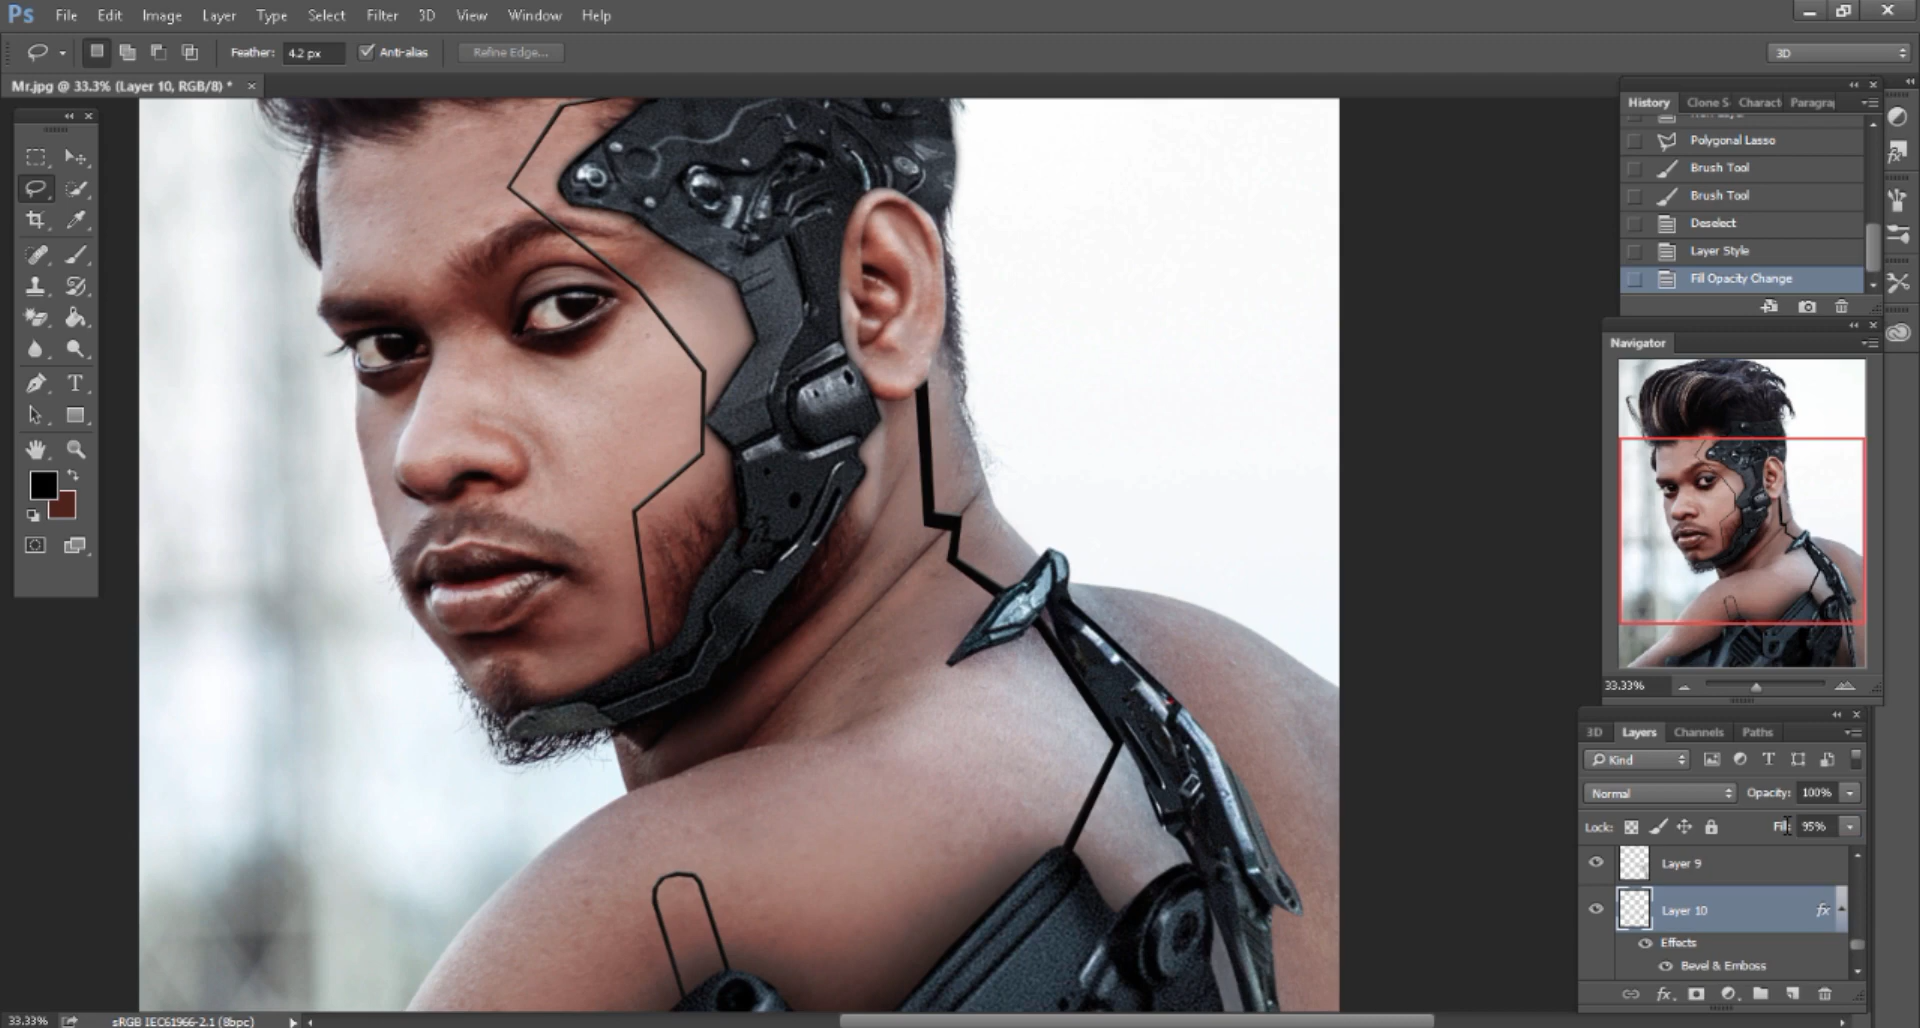 Ps File Edit Image Layer Type Select Filter 3D View Window Help
Feather: 4.2 px Anti-alias Refine Edge... 3D
Mr.jpg @ 33.3% (Layer 10, RGB/8) * ×
History Clone S Charact Paragra
Polygonal Lasso
Brush Tool
Brush Tool
Deselect
Layer Style
Fill Opacity Change
Navigator
33.33%
3D Layers Channels Paths
Kind
Normal Opacity: 100%
Lock: Fill: 95%
Layer 9
Layer 10 fx
Effects
Bevel & Emboss
33.33% sRGB IEC61966-2.1 (8bpc)